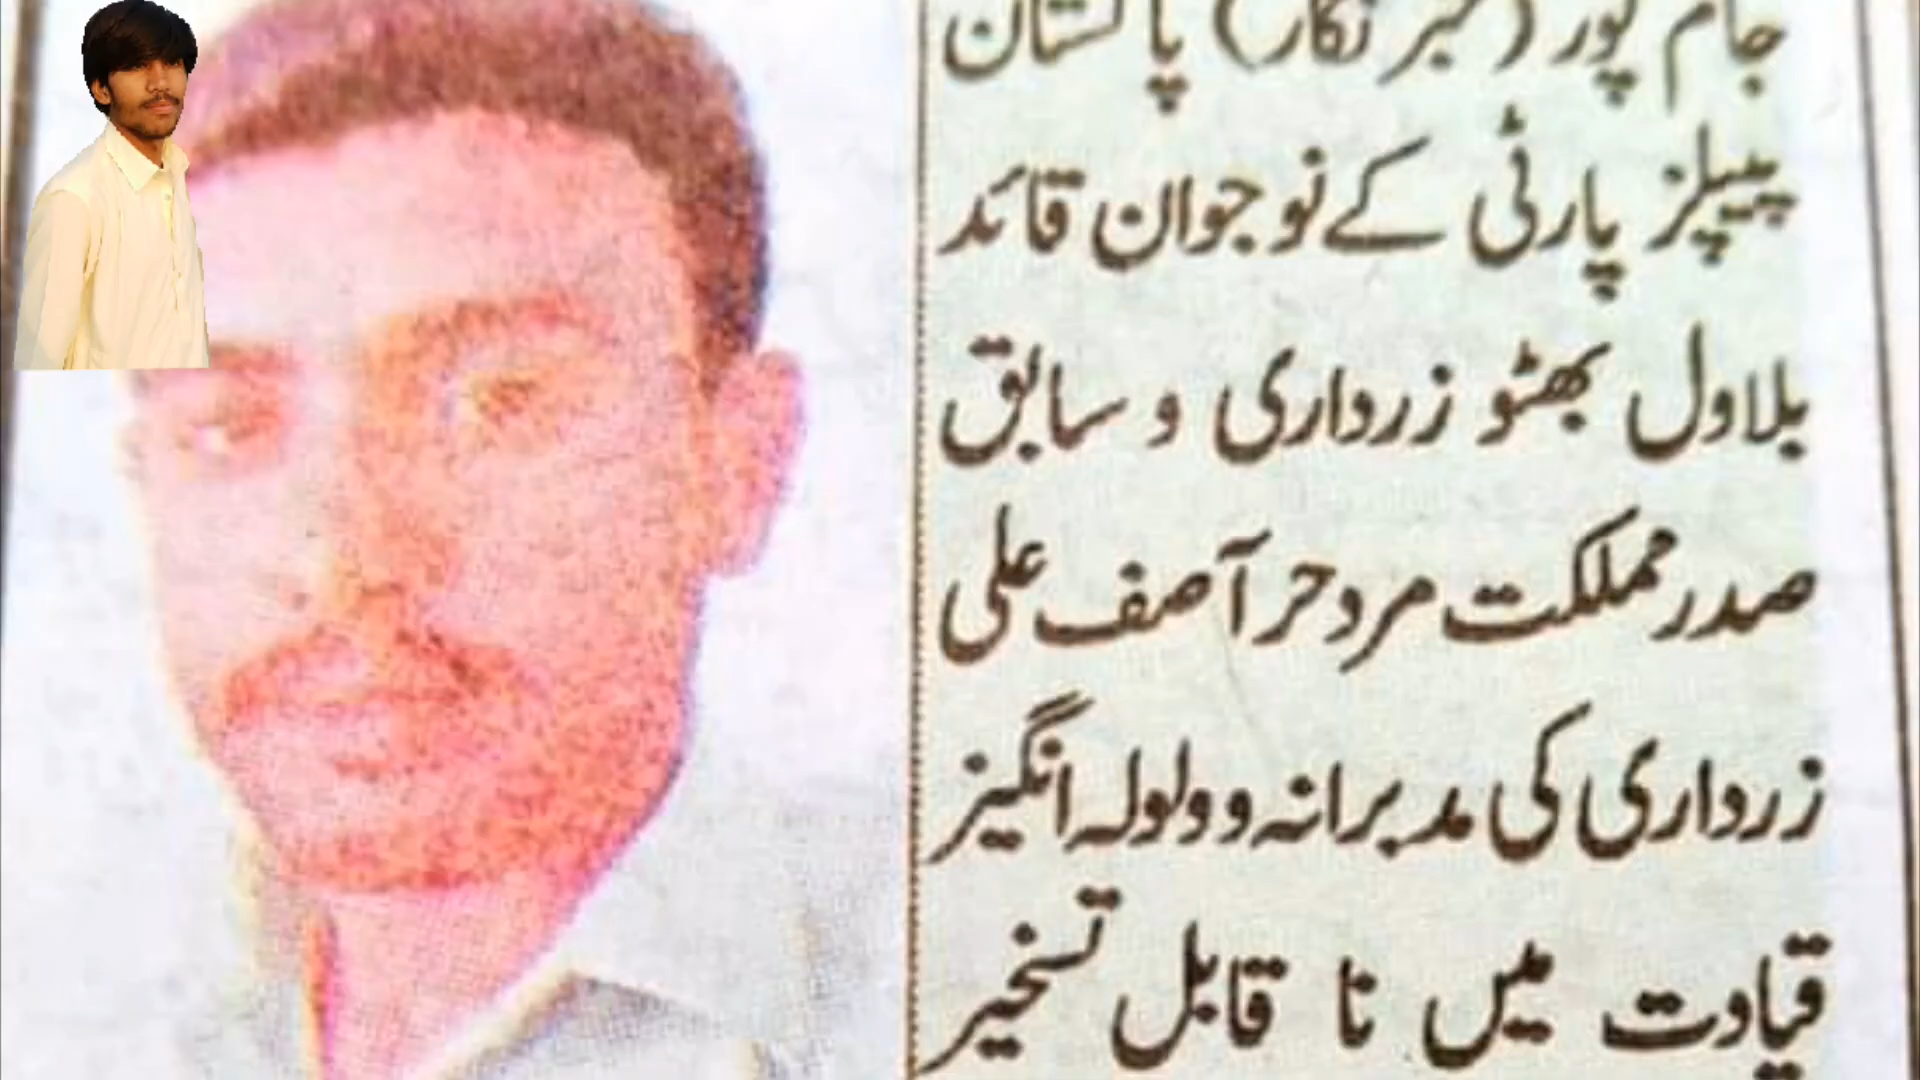 جام پور (خبر نگار) پاکستان
پیپلز پارٹی کے نوجوان قائد
بلاول بھٹو زرداری و سابق
صدر مملکت مرد حر آصف علی
زرداری کی مدبرانہ و ولولہ انگیز
قیادت میں نا قابل تسخیر